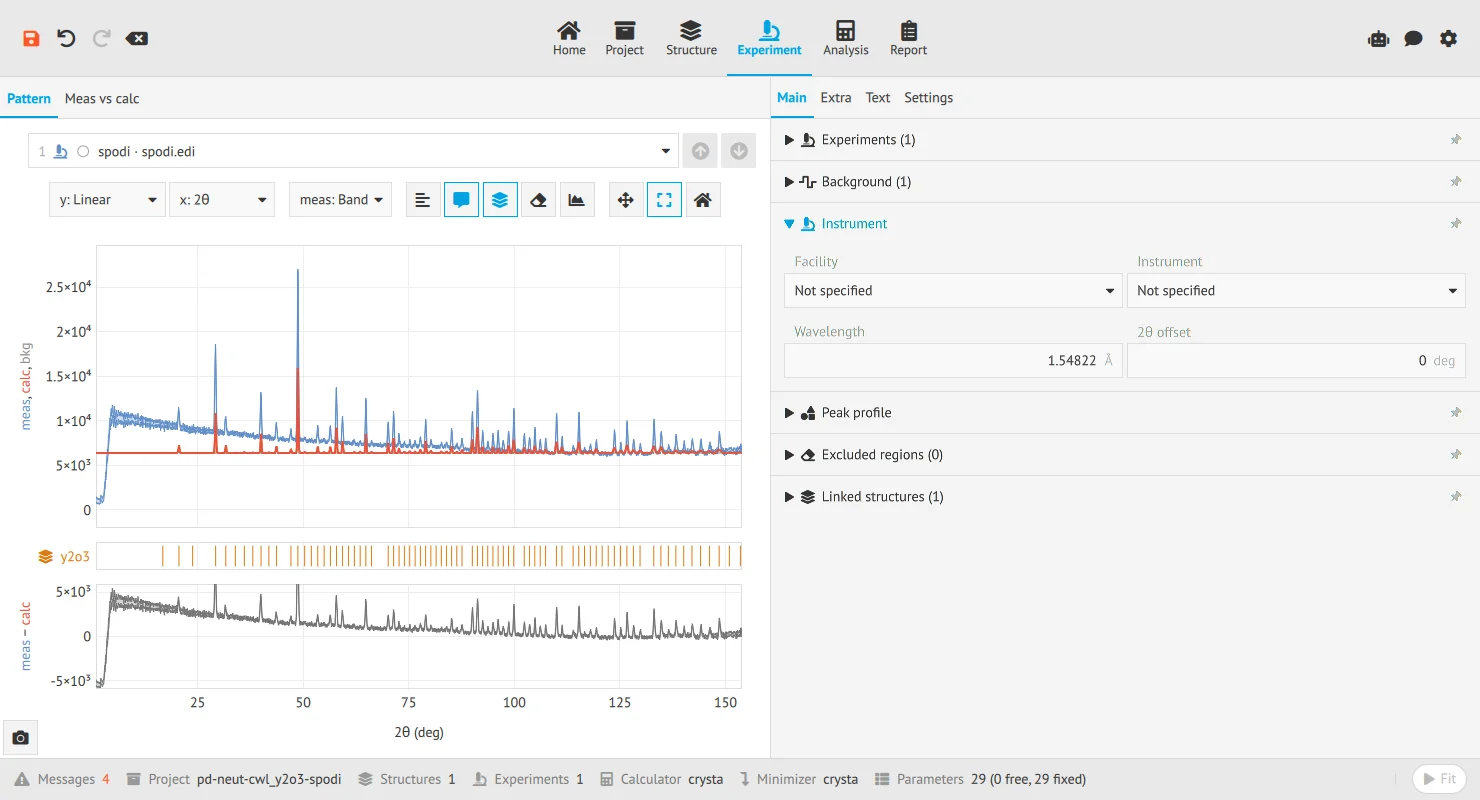 Home Project Structure Experiment Analysis Report
Pattern Meas vs calc
Main Extra Text Settings
1 spodi · spodi.edi
y: Linear x: 2θ meas: Band
Experiments (1)
Background (1)
Instrument
Facility Instrument
Not specified Not specified
Wavelength 2θ offset
1.54822 Å 0 deg
Peak profile
Excluded regions (0)
Linked structures (1)
meas, calc, bkg
2.5×10⁴
2×10⁴
1.5×10⁴
1×10⁴
5×10³
0
y2o3
meas − calc
5×10³
0
-5×10³
25 50 75 100 125 150
2θ (deg)
Messages 4 Project pd-neut-cwl_y2o3-spodi Structures 1 Experiments 1 Calculator crysta Minimizer crysta Parameters 29 (0 free, 29 fixed) Fit